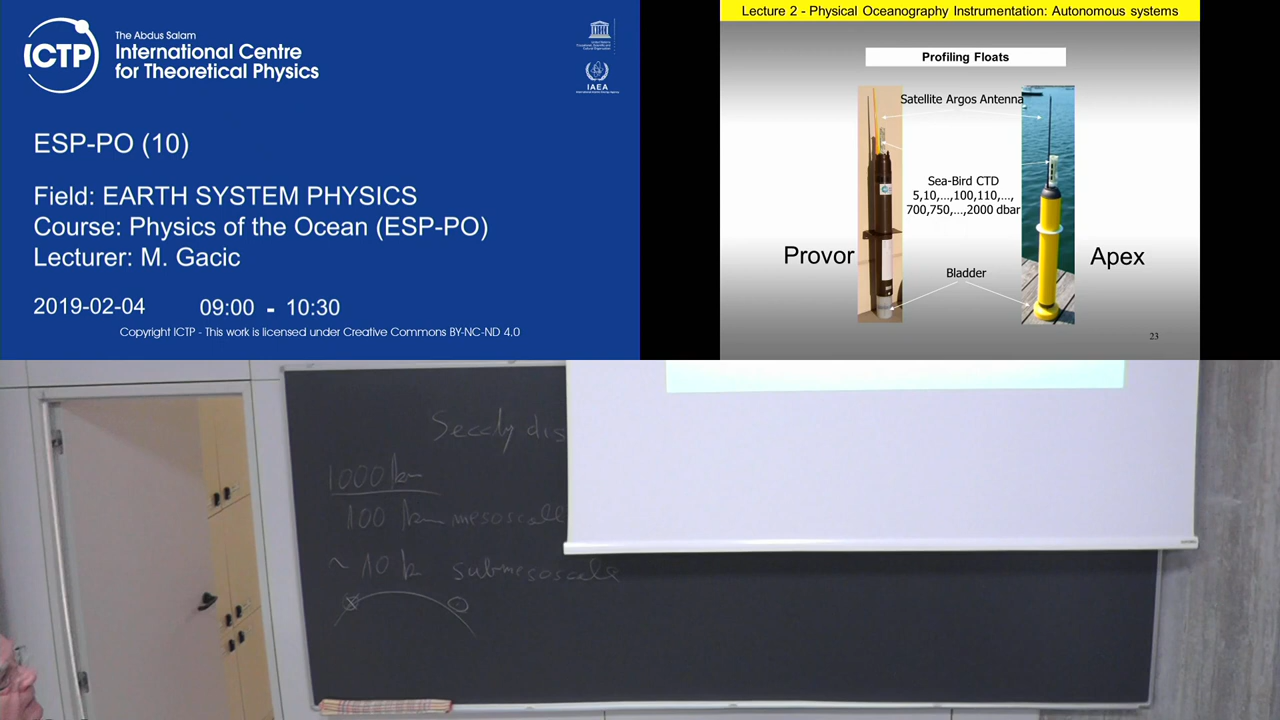 ICTP
The Abdus Salam
International Centre
for Theoretical Physics
IAEA
ESP-PO (10)
Field: EARTH SYSTEM PHYSICS
Course: Physics of the Ocean (ESP-PO)
Lecturer: M. Gacic
2019-02-04 09:00 - 10:30
Copyright ICTP - This work is licensed under Creative Commons BY-NC-ND 4.0
Lecture 2 - Physical Oceanography Instrumentation: Autonomous systems
Profiling Floats
Satellite Argos Antenna
Sea-Bird CTD
5,10,...,100,110,...,
700,750,...,2000 dbar
Provor
Apex
Bladder
23
Secchy dis
1000 km
100 km mesoscale
~ 10 k submesoscale